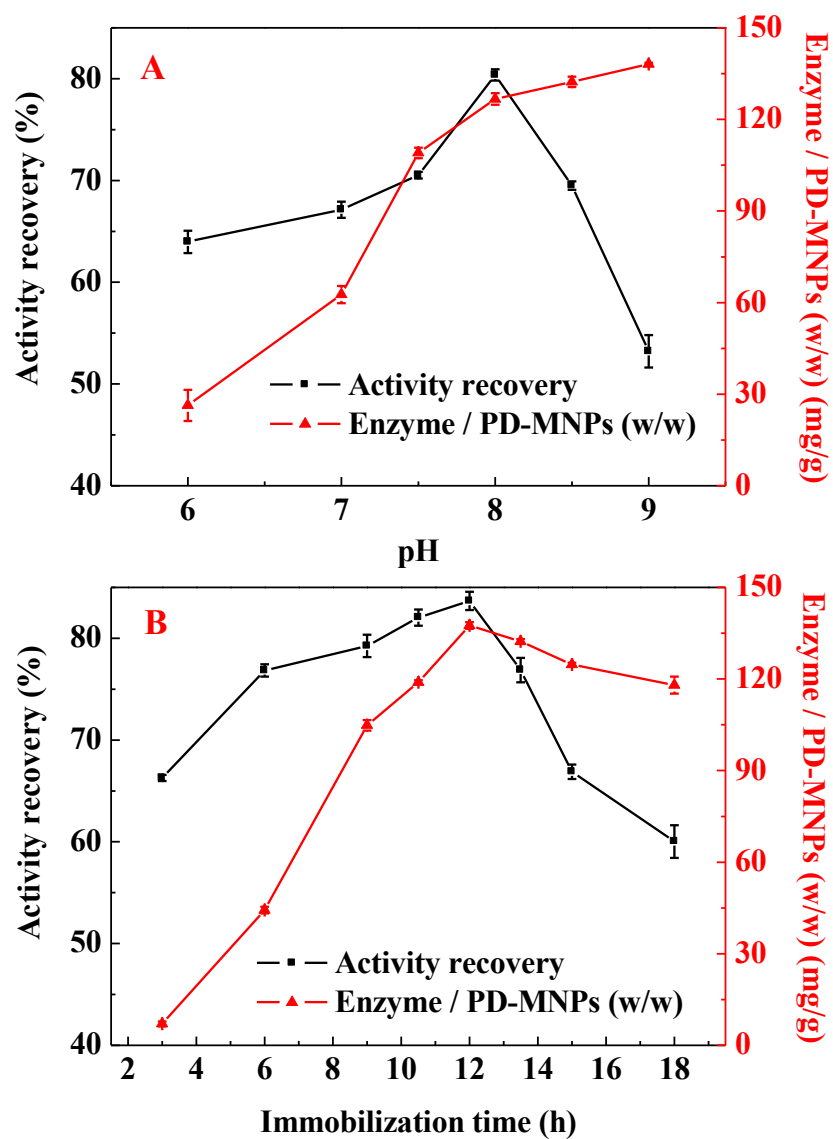 A
Activity recovery (%)
80
70
60
50
40
150
120
90
60
30
0
Enzyme / PD-MNPs (w/w) (mg/g)
Activity recovery
Enzyme / PD-MNPs (w/w)
6 7 8 9
pH
B
Activity recovery (%)
80
70
60
50
40
150
120
90
60
30
0
Enzyme / PD-MNPs (w/w) (mg/g)
Activity recovery
Enzyme / PD-MNPs (w/w)
2 4 6 8 10 12 14 16 18
Immobilization time (h)